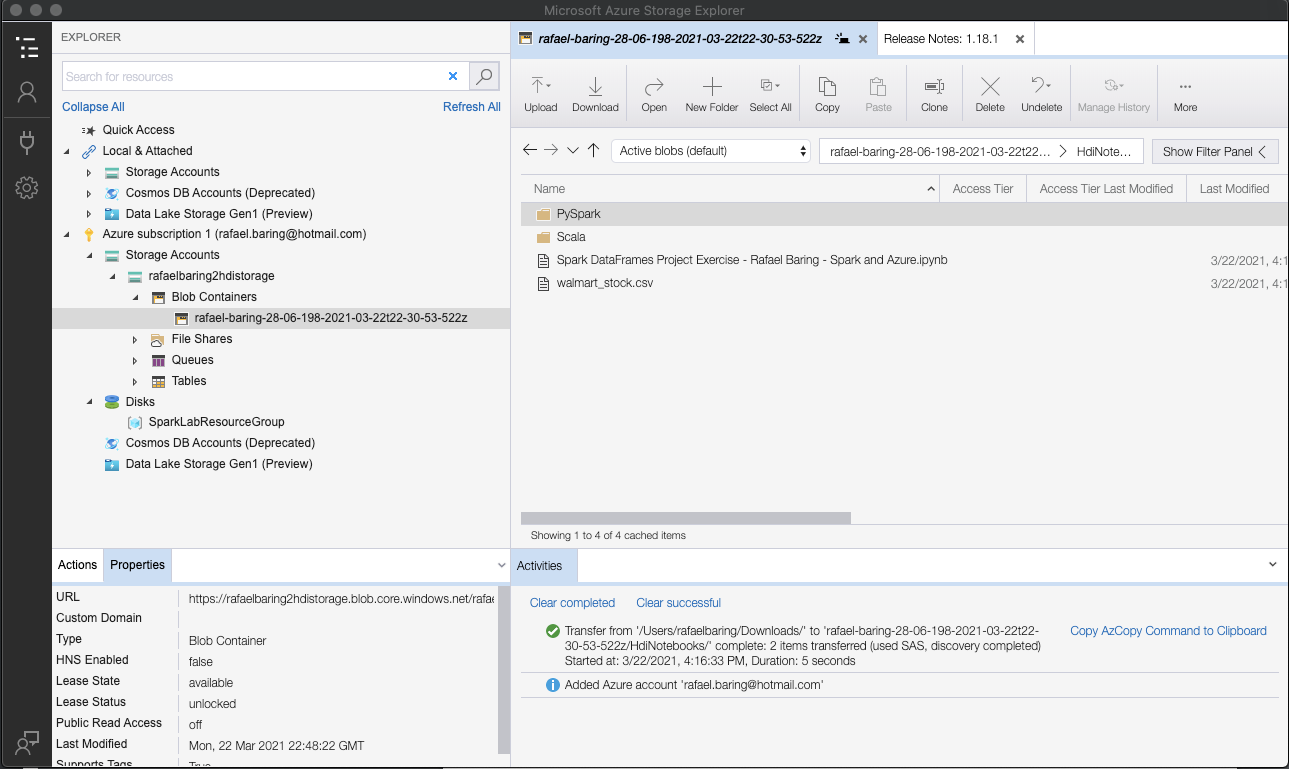 Microsoft Azure Storage Explorer
EXPLORER
Search for resources
Collapse All
Refresh All
Quick Access
Local & Attached
Storage Accounts
Cosmos DB Accounts (Deprecated)
Data Lake Storage Gen1 (Preview)
Azure subscription 1 (rafael.baring@hotmail.com)
Storage Accounts
rafaelbaring2hdistorage
Blob Containers
rafael-baring-28-06-198-2021-03-22t22-30-53-522z
File Shares
Queues
Tables
Disks
SparkLabResourceGroup
Cosmos DB Accounts (Deprecated)
Data Lake Storage Gen1 (Preview)
Actions Properties
URL https://rafaelbaring2hdistorage.blob.core.windows.net/rafae
Custom Domain
Type Blob Container
HNS Enabled false
Lease State available
Lease Status unlocked
Public Read Access off
Last Modified Mon, 22 Mar 2021 22:48:22 GMT
Supports Tags True
rafael-baring-28-06-198-2021-03-22t22-30-53-522z
Release Notes: 1.18.1
Upload Download Open New Folder Select All Copy Paste Clone Delete Undelete Manage History More
Active blobs (default) rafael-baring-28-06-198-2021-03-22t22... HdiNote... Show Filter Panel
Name Access Tier Access Tier Last Modified Last Modified
PySpark
Scala
Spark DataFrames Project Exercise - Rafael Baring - Spark and Azure.ipynb 3/22/2021, 4:1
walmart_stock.csv 3/22/2021, 4:1
Showing 1 to 4 of 4 cached items
Activities
Clear completed Clear successful
Transfer from '/Users/rafaelbaring/Downloads/' to 'rafael-baring-28-06-198-2021-03-22t22-
30-53-522z/HdiNotebooks/' complete: 2 items transferred (used SAS, discovery completed)
Started at: 3/22/2021, 4:16:33 PM, Duration: 5 seconds
Copy AzCopy Command to Clipboard
Added Azure account 'rafael.baring@hotmail.com'